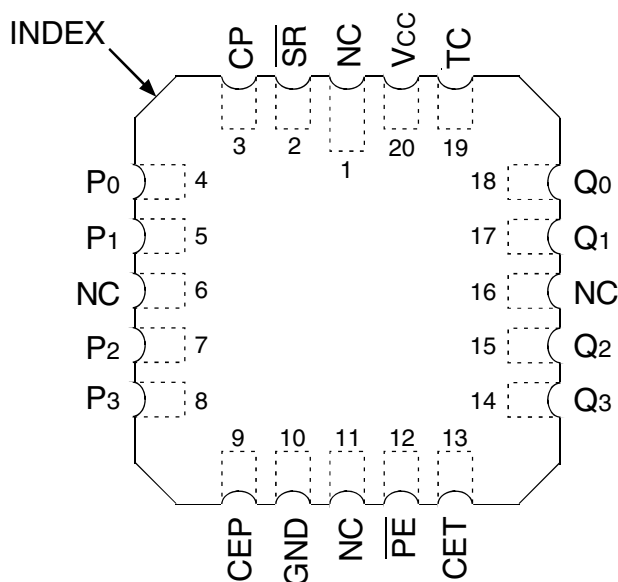 INDEX
CP S̅R̅ NC VCC TC
3 2 1 20 19
P0 4 18 Q0
P1 5 17 Q1
NC 6 16 NC
P2 7 15 Q2
P3 8 14 Q3
9 10 11 12 13
CEP GND NC P̅E̅ CET